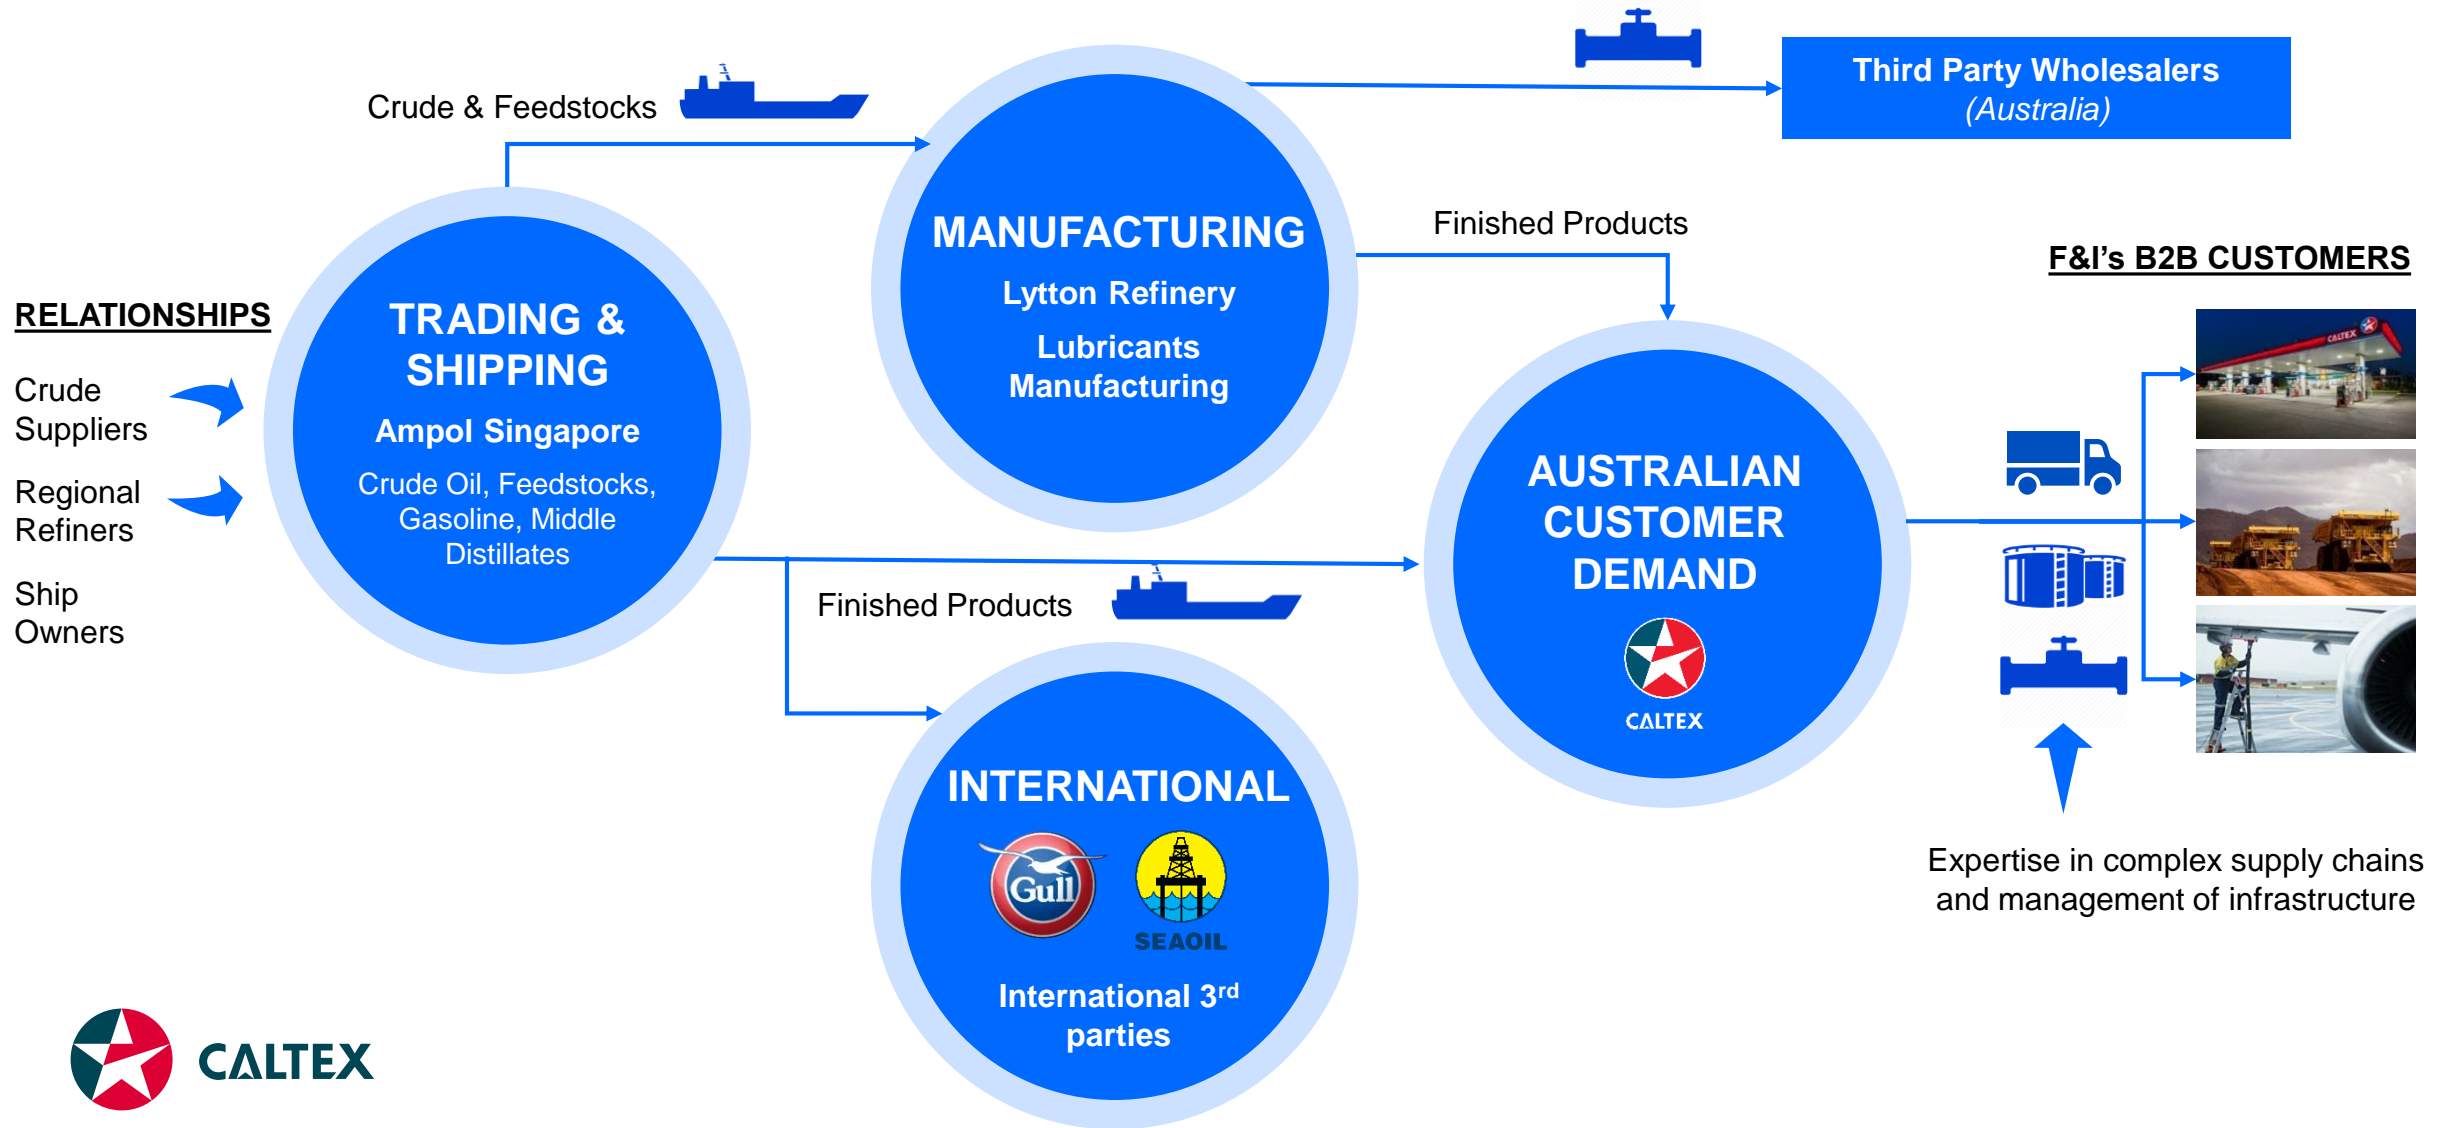 Crude & Feedstocks
Third Party Wholesalers
(Australia)
MANUFACTURING
Lytton Refinery
Lubricants
Manufacturing
Finished Products
F&I’s B2B CUSTOMERS
RELATIONSHIPS
Crude
Suppliers
Regional
Refiners
Ship
Owners
TRADING &
SHIPPING
Ampol Singapore
Crude Oil, Feedstocks,
Gasoline, Middle
Distillates
Finished Products
AUSTRALIAN
CUSTOMER
DEMAND
CALTEX
CALTEX
INTERNATIONAL
Gull
SEAOIL
International 3rd
parties
Expertise in complex supply chains
and management of infrastructure
CALTEX